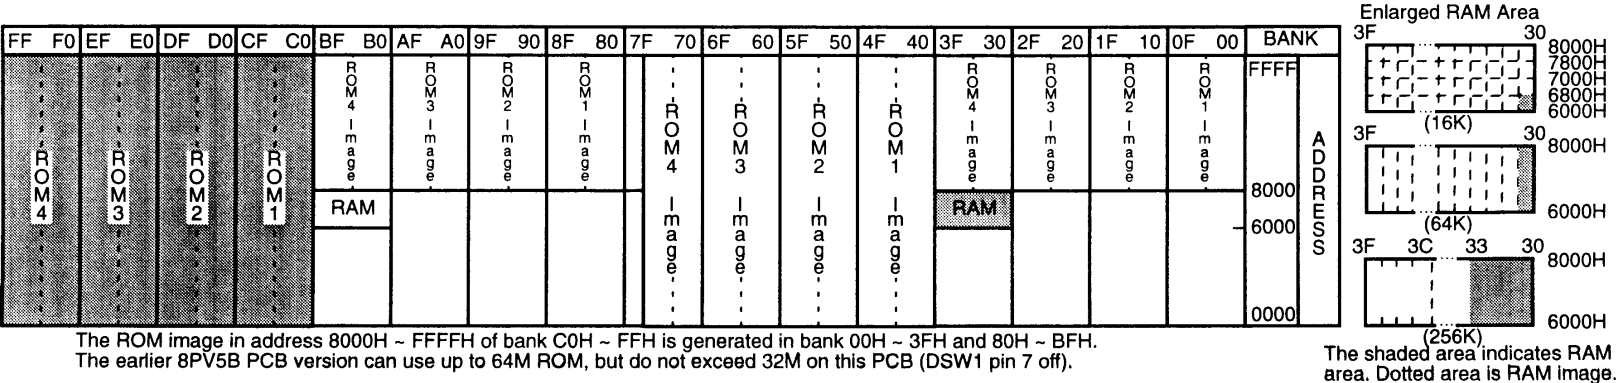 Enlarged RAM Area
FF F0 EF E0 DF D0 CF C0 BF B0 AF A0 9F 90 8F 80 7F 70 6F 60 5F 50 4F 40 3F 30 2F 20 1F 10 0F 00 BANK
ROM4
ROM3
ROM2
ROM1
ROM4 Image
RAM
ROM3 Image
ROM2 Image
ROM1 Image
ROM4 Image
ROM3 Image
ROM2 Image
ROM1 Image
ROM4 Image
RAM
ROM3 Image
ROM2 Image
ROM1 Image
FFFF
8000
6000
0000
ADDRESS
3F 30
8000H
7800H
7000H
6800H
6000H
(16K)
3F 30
8000H
6000H
(64K)
3F 3C 33 30
8000H
6000H
(256K)
The shaded area indicates RAM
area. Dotted area is RAM image.
The ROM image in address 8000H ~ FFFFH of bank C0H ~ FFH is generated in bank 00H ~ 3FH and 80H ~ BFH.
The earlier 8PV5B PCB version can use up to 64M ROM, but do not exceed 32M on this PCB (DSW1 pin 7 off).